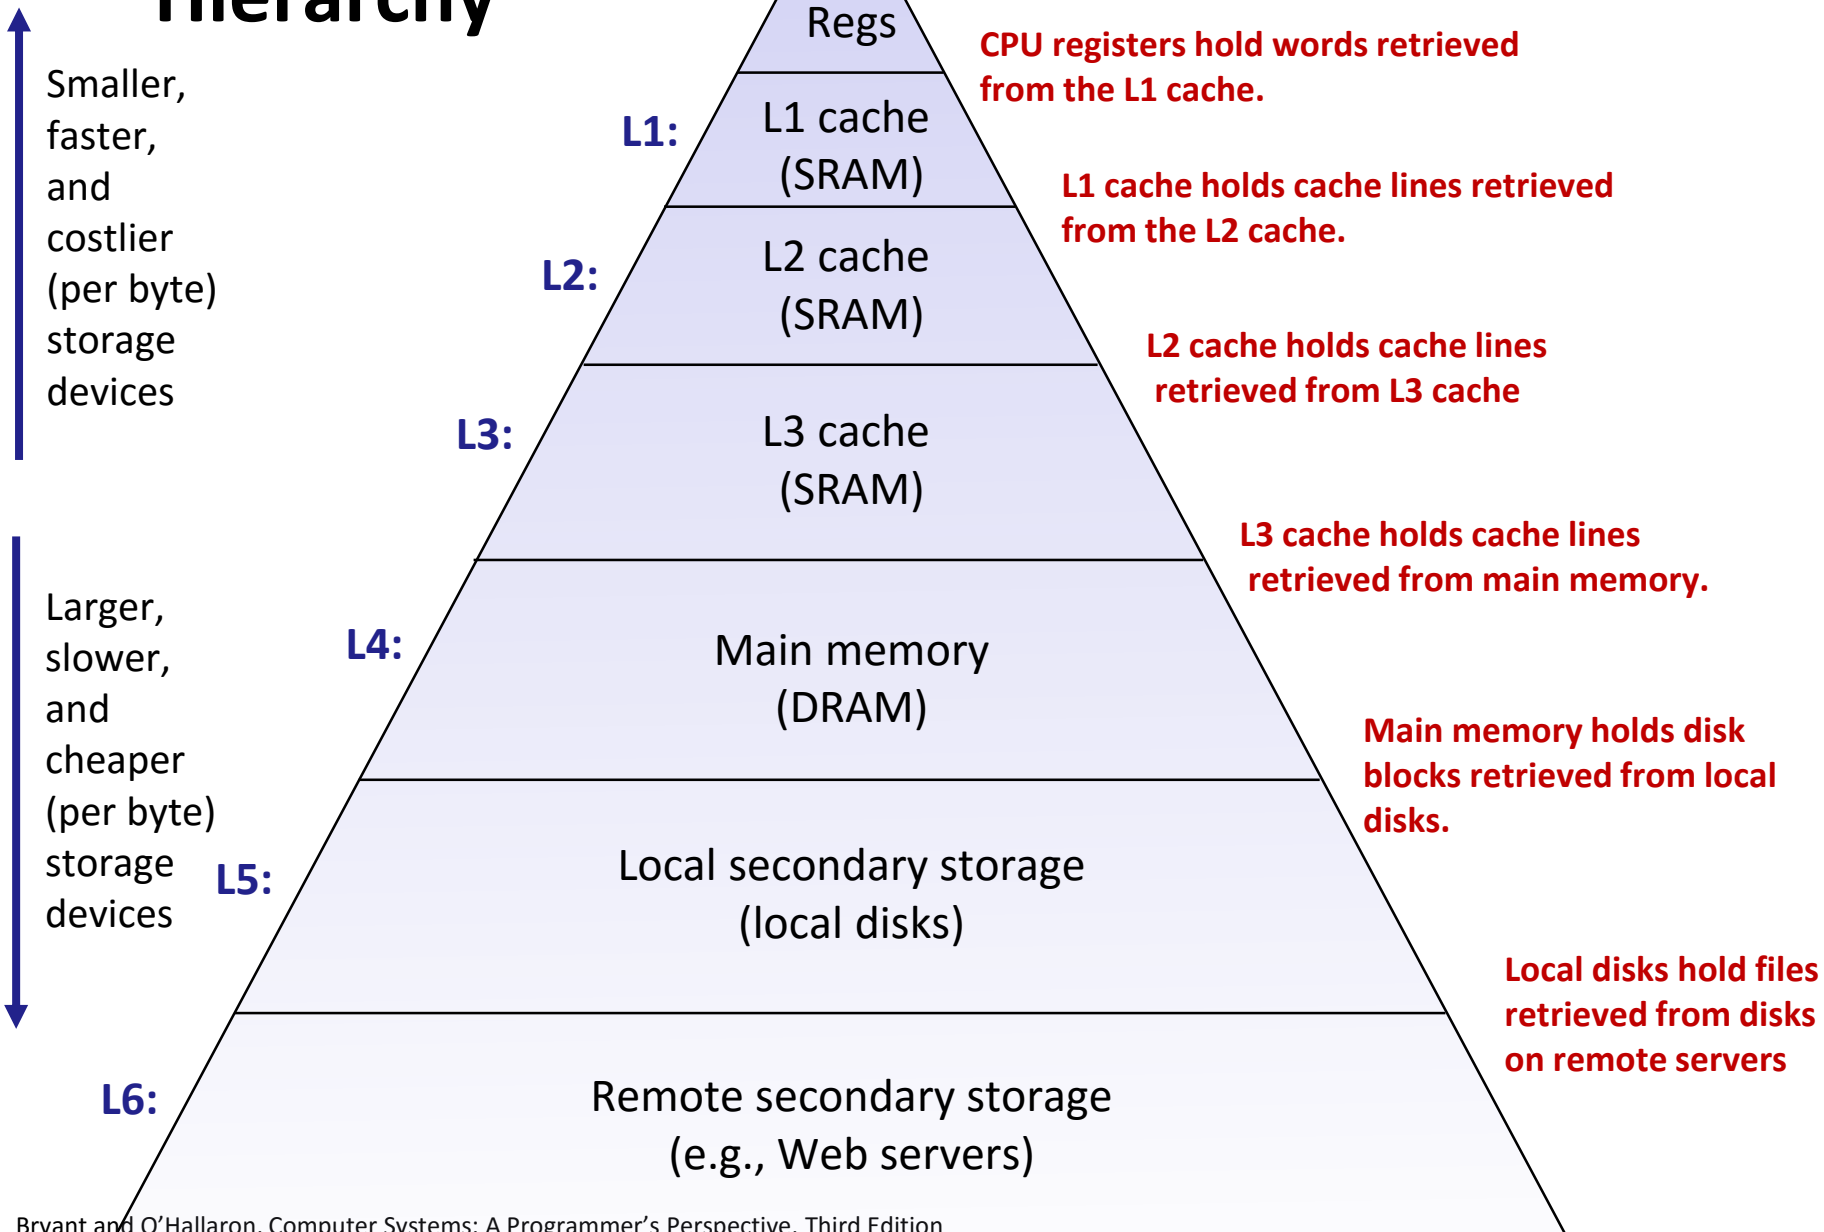 Hierarchy
Regs
CPU registers hold words retrieved
from the L1 cache.
Smaller,
faster,
and
costlier
(per byte)
storage
devices
L1:
L1 cache
(SRAM)
L1 cache holds cache lines retrieved
from the L2 cache.
L2:
L2 cache
(SRAM)
L2 cache holds cache lines
retrieved from L3 cache
L3:
L3 cache
(SRAM)
L3 cache holds cache lines
retrieved from main memory.
Larger,
slower,
and
cheaper
(per byte)
storage
devices
L4:
Main memory
(DRAM)
Main memory holds disk
blocks retrieved from local
disks.
L5:
Local secondary storage
(local disks)
Local disks hold files
retrieved from disks
on remote servers
L6:
Remote secondary storage
(e.g., Web servers)
Bryant and O'Hallaron, Computer Systems: A Programmer's Perspective, Third Edition